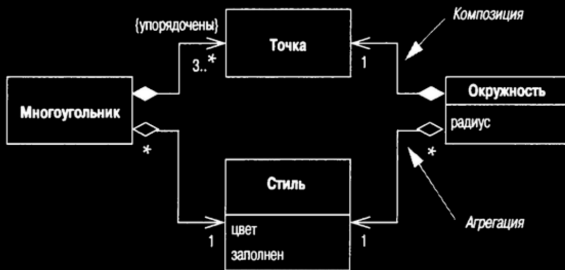 {упорядочены}
Композиция
Точка
3..*
1
Многоугольник
Окружность
радиус
*
*
Стиль
цвет
заполнен
1
1
Агрегация